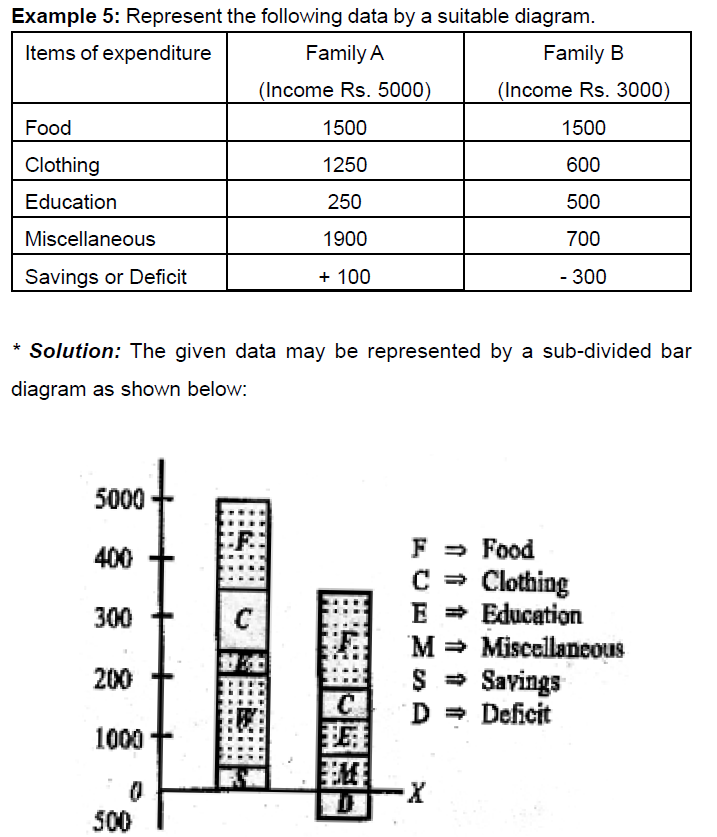 Example 5: Represent the following data by a suitable diagram.
Items of expenditure Family A Family B
(Income Rs. 5000) (Income Rs. 3000)
Food 1500 1500
Clothing 1250 600
Education 250 500
Miscellaneous 1900 700
Savings or Deficit + 100 - 300
* Solution: The given data may be represented by a sub-divided bar
diagram as shown below:
5000
400
300
200
1000
0
500
F
C
E
W
S
F
C
E
M
D
X
F ⇒ Food
C ⇒ Clothing
E ⇒ Education
M ⇒ Miscellaneous
S ⇒ Savings
D ⇒ Deficit